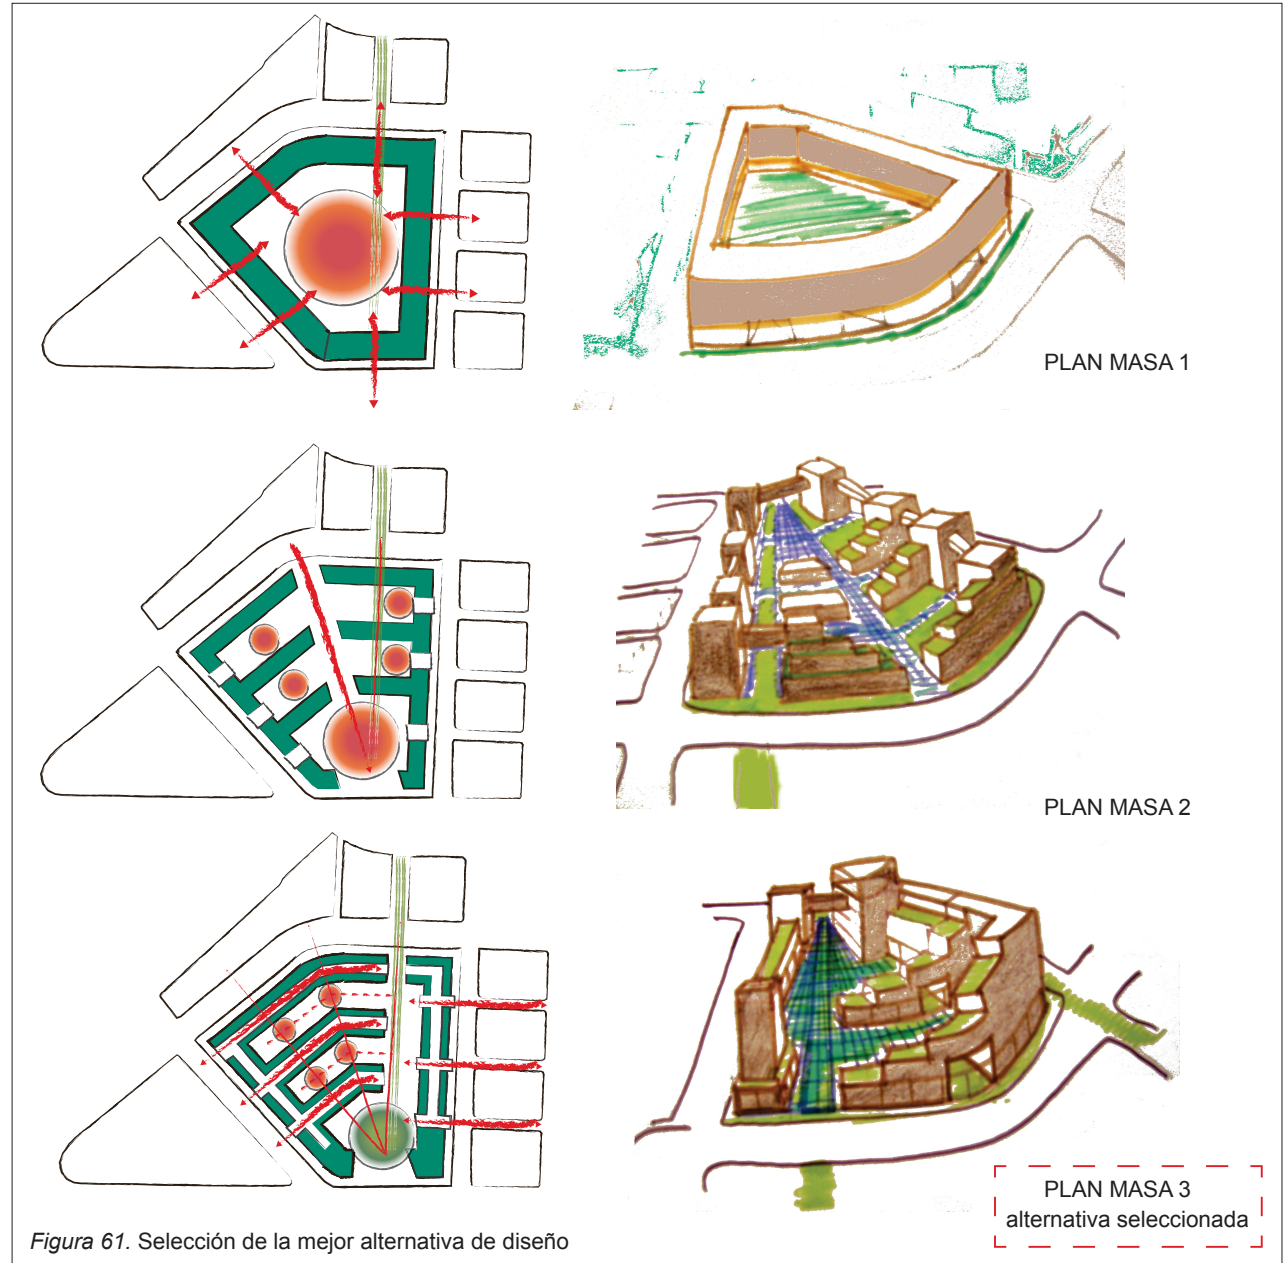 PLAN MASA 1
PLAN MASA 2
PLAN MASA 3
alternativa seleccionada
Figura 61. Selección de la mejor alternativa de diseño